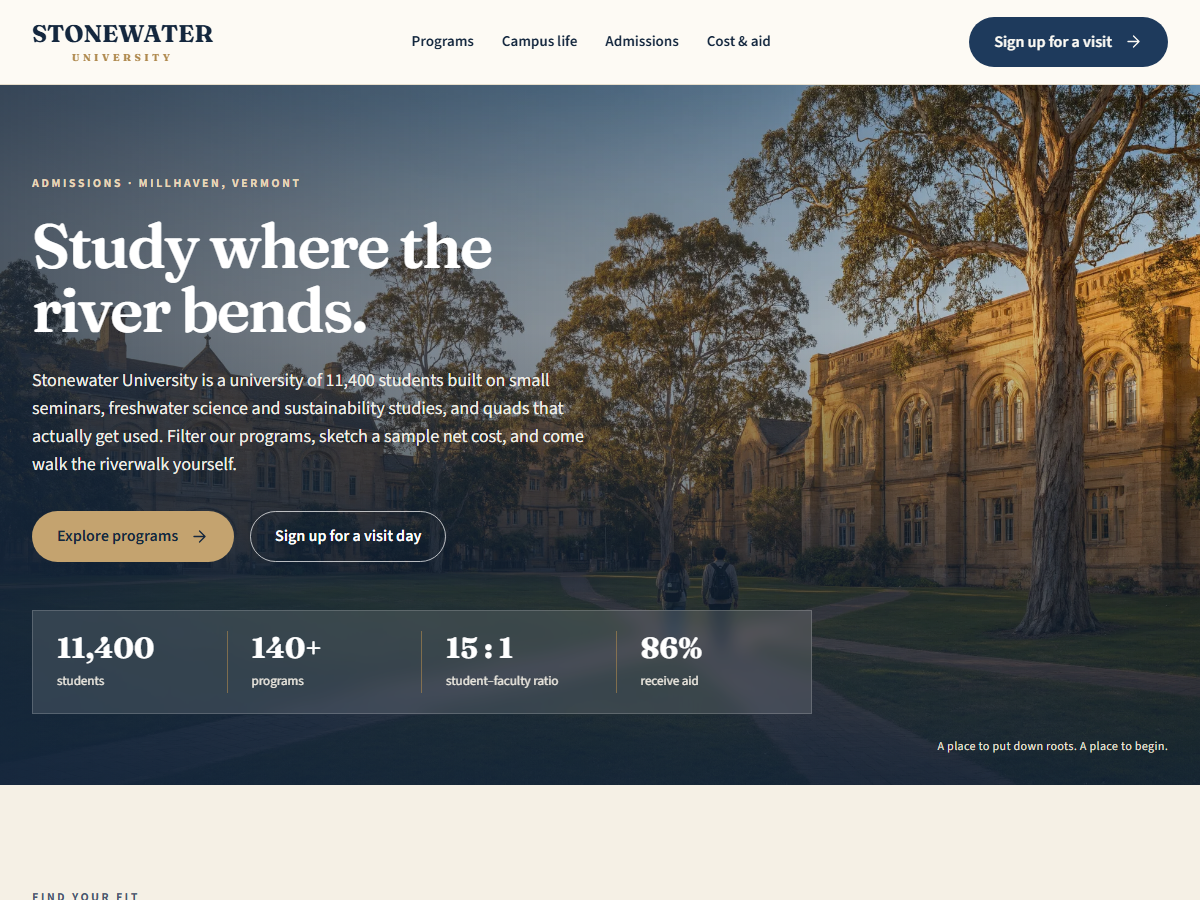 STONEWATER
UNIVERSITY
Programs
Campus life
Admissions
Cost & aid
Sign up for a visit
ADMISSIONS · MILLHAVEN, VERMONT
Study where the
river bends.
Stonewater University is a university of 11,400 students built on small
seminars, freshwater science and sustainability studies, and quads that
actually get used. Filter our programs, sketch a sample net cost, and come
walk the riverwalk yourself.
Explore programs
Sign up for a visit day
11,400
students
140+
programs
15 : 1
student–faculty ratio
86%
receive aid
A place to put down roots. A place to begin.
FIND YOUR FIT